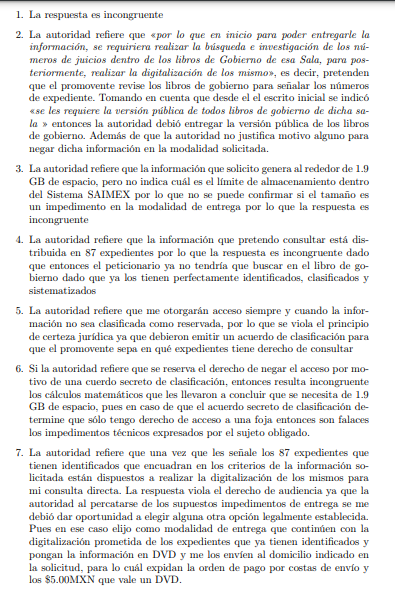 1. La respuesta es incongruente
2. La autoridad refiere que «por lo que en inicio para poder entregarle la
información, se requiriera realizar la búsqueda e investigación de los nú-
meros de juicios dentro de los libros de Gobierno de esa Sala, para pos-
teriormente, realizar la digitalización de los mismo», es decir, pretenden
que el promovente revise los libros de gobierno para señalar los números
de expediente. Tomando en cuenta que desde el el escrito inicial se indicó
«se les requiere la versión pública de todos libros de gobierno de dicha sa-
la » entonces la autoridad debió entregar la versión pública de los libros
de gobierno. Además de que la autoridad no justifica motivo alguno para
negar dicha información en la modalidad solicitada.
3. La autoridad refiere que la información que solicito genera al rededor de 1.9
GB de espacio, pero no indica cuál es el límite de almacenamiento dentro
del Sistema SAIMEX por lo que no se puede confirmar si el tamaño es
un impedimento en la modalidad de entrega por lo que la respuesta es
incongruente
4. La autoridad refiere que la información que pretendo consultar está dis-
tribuida en 87 expedientes por lo que la respuesta es incongruente dado
que entonces el peticionario ya no tendría que buscar en el libro de go-
bierno dado que ya los tienen perfectamente identificados, clasificados y
sistematizados
5. La autoridad refiere que me otorgarán acceso siempre y cuando la infor-
mación no sea clasificada como reservada, por lo que se viola el principio
de certeza jurídica ya que debieron emitir un acuerdo de clasificación para
que el promovente sepa en qué expedientes tiene derecho de consultar
6. Si la autoridad refiere que se reserva el derecho de negar el acceso por mo-
tivo de una cuerdo secreto de clasificación, entonces resulta incongruente
los cálculos matemáticos que les llevaron a concluir que se necesita de 1.9
GB de espacio, pues en caso de que el acuerdo secreto de clasificación de-
termine que sólo tengo derecho de acceso a una foja entonces son falaces
los impedimentos técnicos expresados por el sujeto obligado.
7. La autoridad refiere que una vez que les señale los 87 expedientes que
tienen identificados que encuadran en los criterios de la información so-
licitada están dispuestos a realizar la digitalización de los mismos para
mi consulta directa. La respuesta viola el derecho de audiencia ya que la
autoridad al percatarse de los supuestos impedimentos de entrega se me
debió dar oportunidad a elegir alguna otra opción legalmente establecida.
Pues en ese caso elijo como modalidad de entrega que continúen con la
digitalización prometida de los expedientes que ya tienen identificados y
pongan la información en DVD y me los envíen al domicilio indicado en
la solicitud, para lo cuál expidan la orden de pago por costas de envío y
los $5.00MXN que vale un DVD.